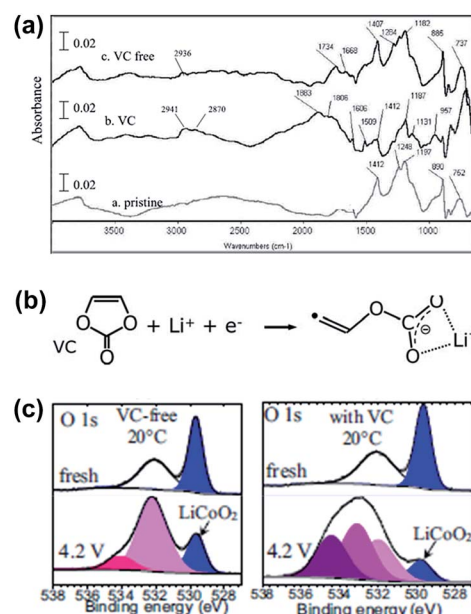 (a)
0.02
c. VC free
2936
1734
1668
1407
1284
1182
885
737
0.02
b. VC
2941
2870
1883
1806
1606
1509
1412
1187
1131
957
0.02
a. pristine
1412
1248
1192
890
752
Absorbance
3500
3000
2500
2000
1500
1000
Wavenumbers (cm-1)
(b)
VC
O
O
O
+ Li⁺ + e⁻
O
C
O
O
Li
(c)
O 1s
VC-free
20°C
fresh
4.2 V
LiCoO₂
538 536 534 532 530 528
Binding energy (eV)
O 1s
with VC
20°C
fresh
4.2 V
LiCoO₂
538 536 534 532 530 528
Binding energy (eV)